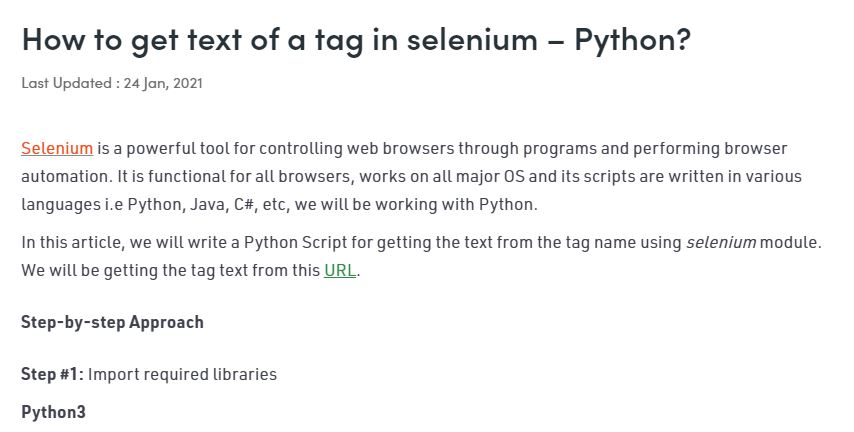 How to get text of a tag in selenium – Python?
Last Updated : 24 Jan, 2021
Selenium is a powerful tool for controlling web browsers through programs and performing browser
automation. It is functional for all browsers, works on all major OS and its scripts are written in various
languages i.e Python, Java, C#, etc, we will be working with Python.
In this article, we will write a Python Script for getting the text from the tag name using selenium module.
We will be getting the tag text from this URL.
Step-by-step Approach
Step #1: Import required libraries
Python3